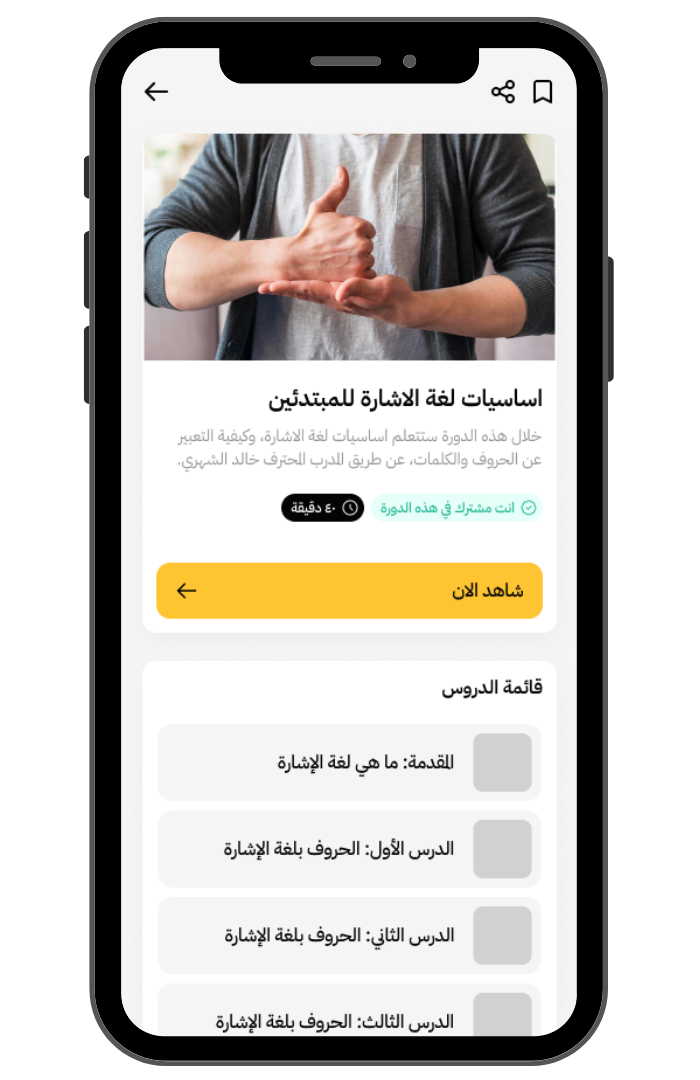 اساسيات لغة الاشارة للمبتدئين
خلال هذه الدورة ستتعلم اساسيات لغة الاشارة، وكيفية التعبير
عن الحروف والكلمات، عن طريق المدرب المحترف خالد الشهري.
انت مشترك في هذه الدورة
٤٠ دقيقة
شاهد الان
قائمة الدروس
المقدمة: ما هي لغة الإشارة
الدرس الأول: الحروف بلغة الإشارة
الدرس الثاني: الحروف بلغة الإشارة
الدرس الثالث: الحروف بلغة الإشارة